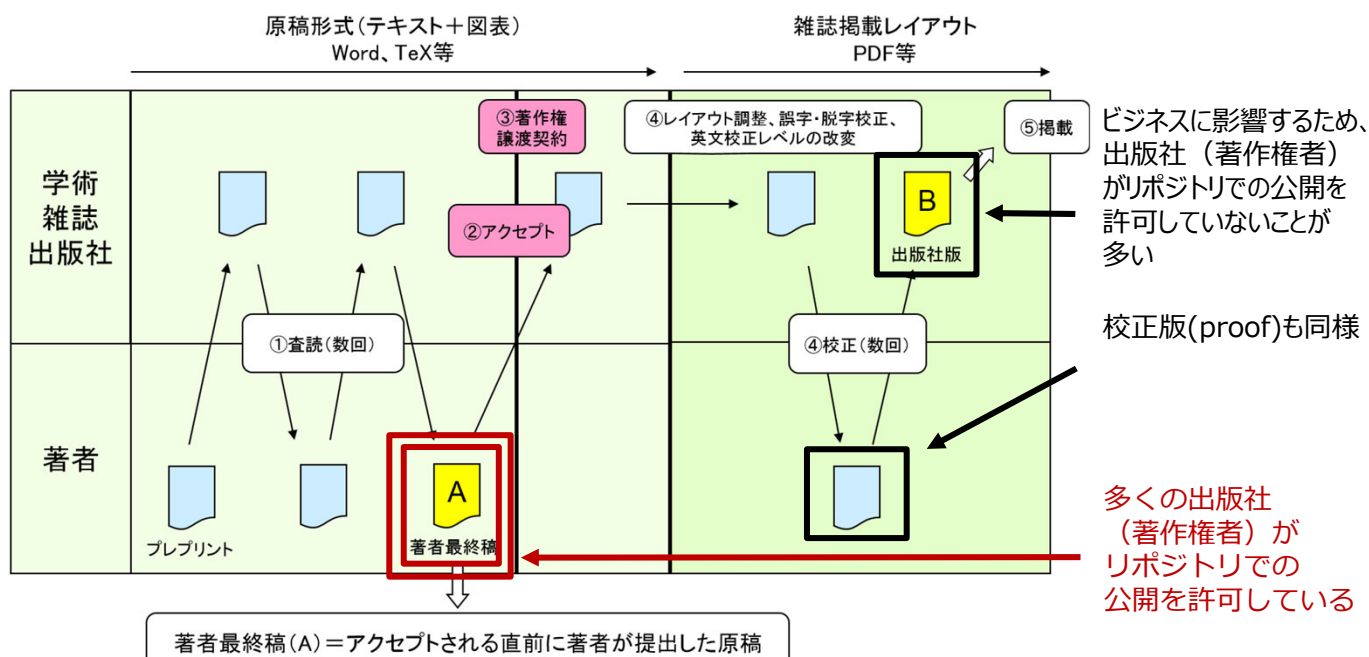 原稿形式(テキスト＋図表)
Word、TeX等
雑誌掲載レイアウト
PDF等
学術
雑誌
出版社
③著作権
譲渡契約
④レイアウト調整、誤字・脱字校正、
英文校正レベルの改変
⑤掲載
②アクセプト
B
出版社版
①査読(数回)
④校正(数回)
著者
プレプリント
A
著者最終稿
著者最終稿(A)＝アクセプトされる直前に著者が提出した原稿
ビジネスに影響するため、
出版社（著作権者）
がリポジトリでの公開を
許可していないことが
多い
校正版(proof)も同様
多くの出版社
（著作権者）が
リポジトリでの
公開を許可している